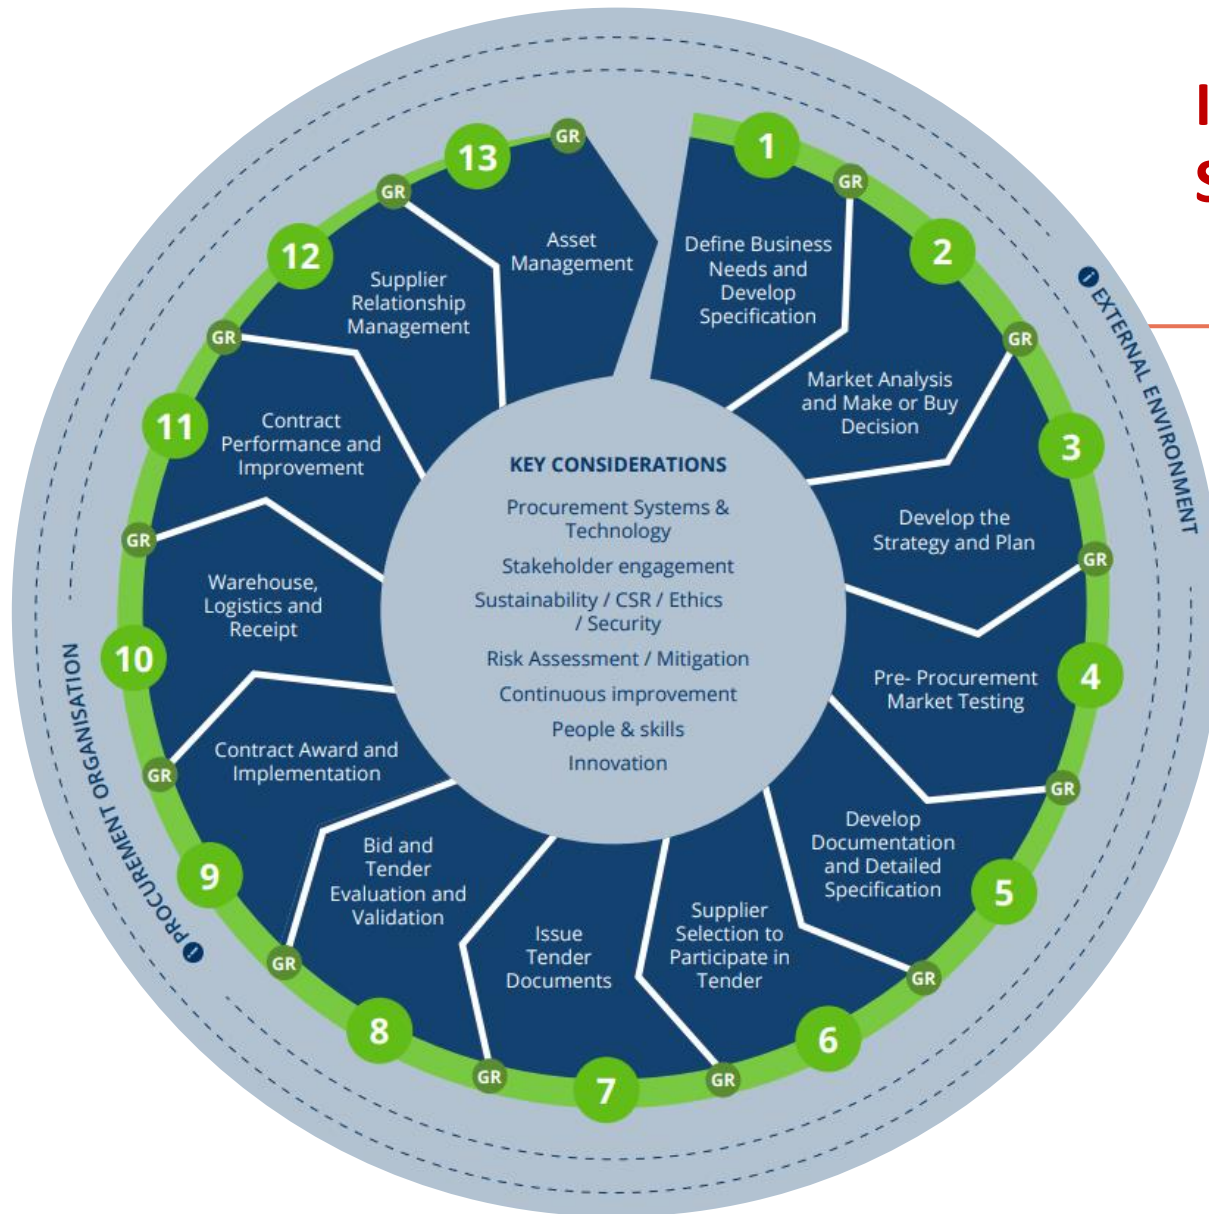 1
Define Business
Needs and
Develop
Specification
GR
2
Market Analysis
and Make or Buy
Decision
GR
3
Develop the
Strategy and Plan
GR
4
Pre- Procurement
Market Testing
GR
5
Develop
Documentation
and Detailed
Specification
GR
6
Supplier
Selection to
Participate in
Tender
GR
7
Issue
Tender
Documents
GR
8
Bid and
Tender
Evaluation and
Validation
GR
9
Contract Award and
Implementation
GR
10
Warehouse,
Logistics and
Receipt
GR
11
Contract
Performance and
Improvement
GR
12
Supplier
Relationship
Management
GR
13
Asset
Management
GR
KEY CONSIDERATIONS
Procurement Systems &
Technology
Stakeholder engagement
Sustainability / CSR / Ethics
/ Security
Risk Assessment / Mitigation
Continuous improvement
People & skills
Innovation
i EXTERNAL ENVIRONMENT
i PROCUREMENT ORGANISATION